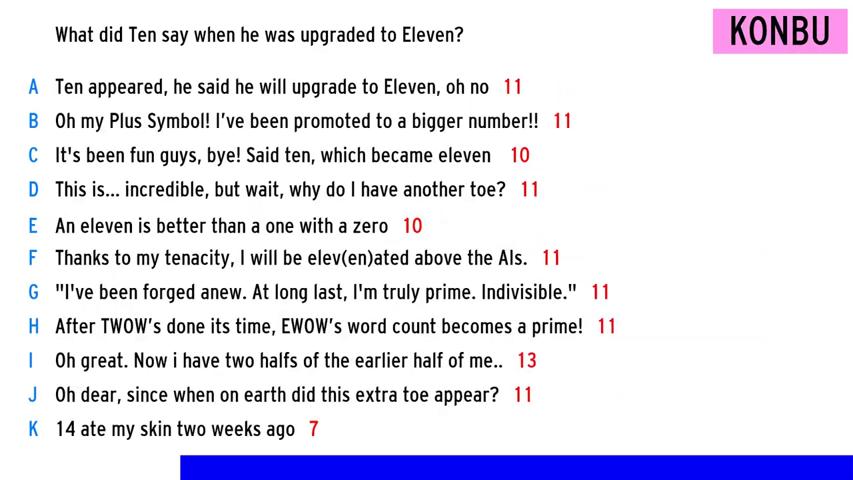 What did Ten say when he was upgraded to Eleven?
KONBU
A Ten appeared, he said he will upgrade to Eleven, oh no 11
B Oh my Plus Symbol! I've been promoted to a bigger number!! 11
C It's been fun guys, bye! Said ten, which became eleven 10
D This is... incredible, but wait, why do I have another toe? 11
E An eleven is better than a one with a zero 10
F Thanks to my tenacity, I will be elev(en)ated above the AIs. 11
G "I've been forged anew. At long last, I'm truly prime. Indivisible." 11
H After TWOW's done its time, EWOW's word count becomes a prime! 11
I Oh great. Now i have two halfs of the earlier half of me.. 13
J Oh dear, since when on earth did this extra toe appear? 11
K 14 ate my skin two weeks ago 7